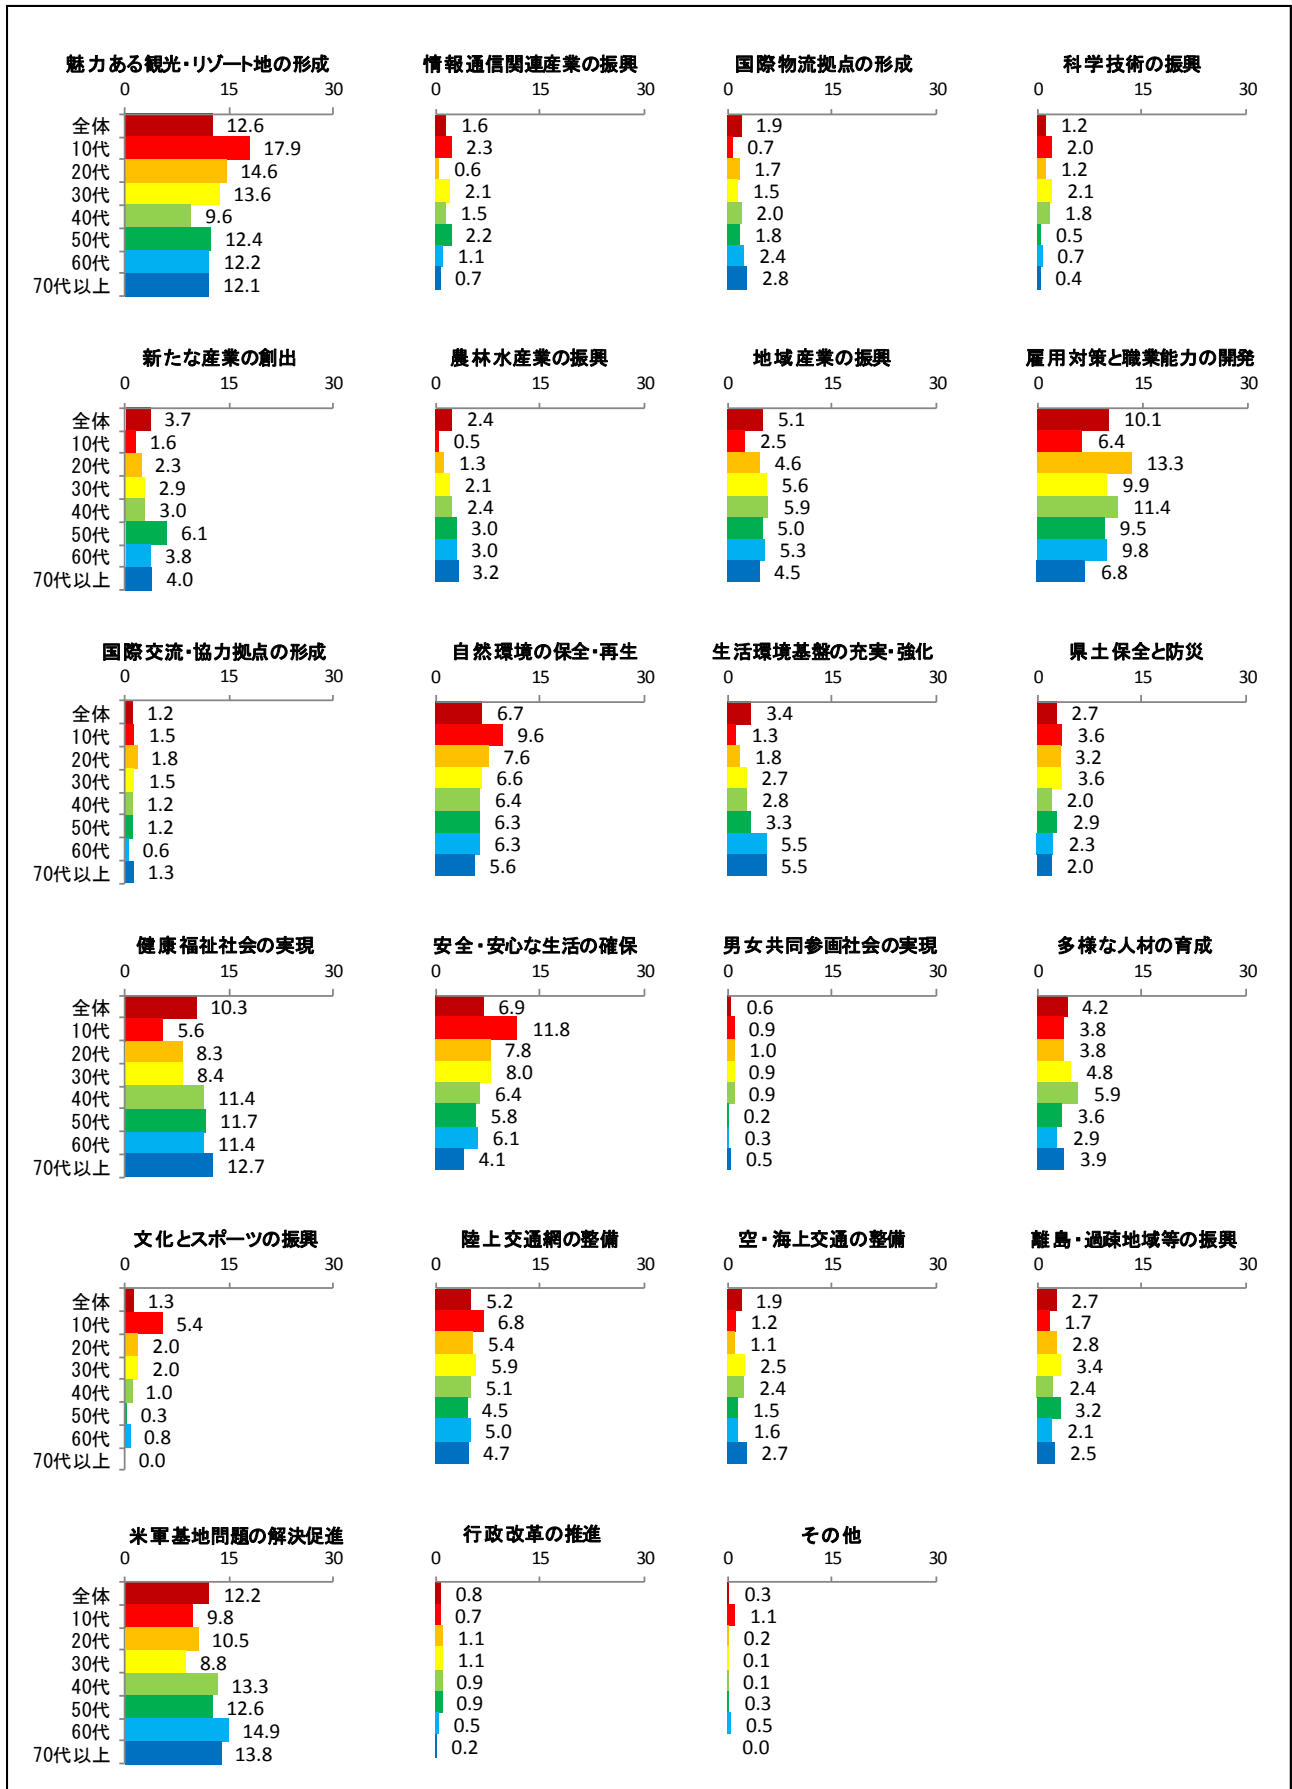 魅力ある観光・リゾート地の形成 情報通信関連産業の振興 国際物流拠点の形成 科学技術の振興
0 15 30 0 15 30 0 15 30 0 15 30
全体 12.6 1.6 1.9 1.2
10代 17.9 2.3 0.7 2.0
20代 14.6 0.6 1.7 1.2
30代 13.6 2.1 1.5 2.1
40代 9.6 1.5 2.0 1.8
50代 12.4 2.2 1.8 0.5
60代 12.2 1.1 2.4 0.7
70代以上 12.1 0.7 2.8 0.4
新たな産業の創出 農林水産業の振興 地域産業の振興 雇用対策と職業能力の開発
0 15 30 0 15 30 0 15 30 0 15 30
全体 3.7 2.4 5.1 10.1
10代 1.6 0.5 2.5 6.4
20代 2.3 1.3 4.6 13.3
30代 2.9 2.1 5.6 9.9
40代 3.0 2.4 5.9 11.4
50代 6.1 3.0 5.0 9.5
60代 3.8 3.0 5.3 9.8
70代以上 4.0 3.2 4.5 6.8
国際交流・協力拠点の形成 自然環境の保全・再生 生活環境基盤の充実・強化 県土保全と防災
0 15 30 0 15 30 0 15 30 0 15 30
全体 1.2 6.7 3.4 2.7
10代 1.5 9.6 1.3 3.6
20代 1.8 7.6 1.8 3.2
30代 1.5 6.6 2.7 3.6
40代 1.2 6.4 2.8 2.0
50代 1.2 6.3 3.3 2.9
60代 0.6 6.3 5.5 2.3
70代以上 1.3 5.6 5.5 2.0
健康福祉社会の実現 安全・安心な生活の確保 男女共同参画社会の実現 多様な人材の育成
0 15 30 0 15 30 0 15 30 0 15 30
全体 10.3 6.9 0.6 4.2
10代 5.6 11.8 0.9 3.8
20代 8.3 7.8 1.0 3.8
30代 8.4 8.0 0.9 4.8
40代 11.4 6.4 0.9 5.9
50代 11.7 5.8 0.2 3.6
60代 11.4 6.1 0.3 2.9
70代以上 12.7 4.1 0.5 3.9
文化とスポーツの振興 陸上交通網の整備 空・海上交通の整備 離島・過疎地域等の振興
0 15 30 0 15 30 0 15 30 0 15 30
全体 1.3 5.2 1.9 2.7
10代 5.4 6.8 1.2 1.7
20代 2.0 5.4 1.1 2.8
30代 2.0 5.9 2.5 3.4
40代 1.0 5.1 2.4 2.4
50代 0.3 4.5 1.5 3.2
60代 0.8 5.0 1.6 2.1
70代以上 0.0 4.7 2.7 2.5
米軍基地問題の解決促進 行政改革の推進 その他
0 15 30 0 15 30 0 15 30
全体 12.2 0.8 0.3
10代 9.8 0.7 1.1
20代 10.5 1.1 0.2
30代 8.8 1.1 0.1
40代 13.3 0.9 0.1
50代 12.6 0.9 0.3
60代 14.9 0.5 0.5
70代以上 13.8 0.2 0.0